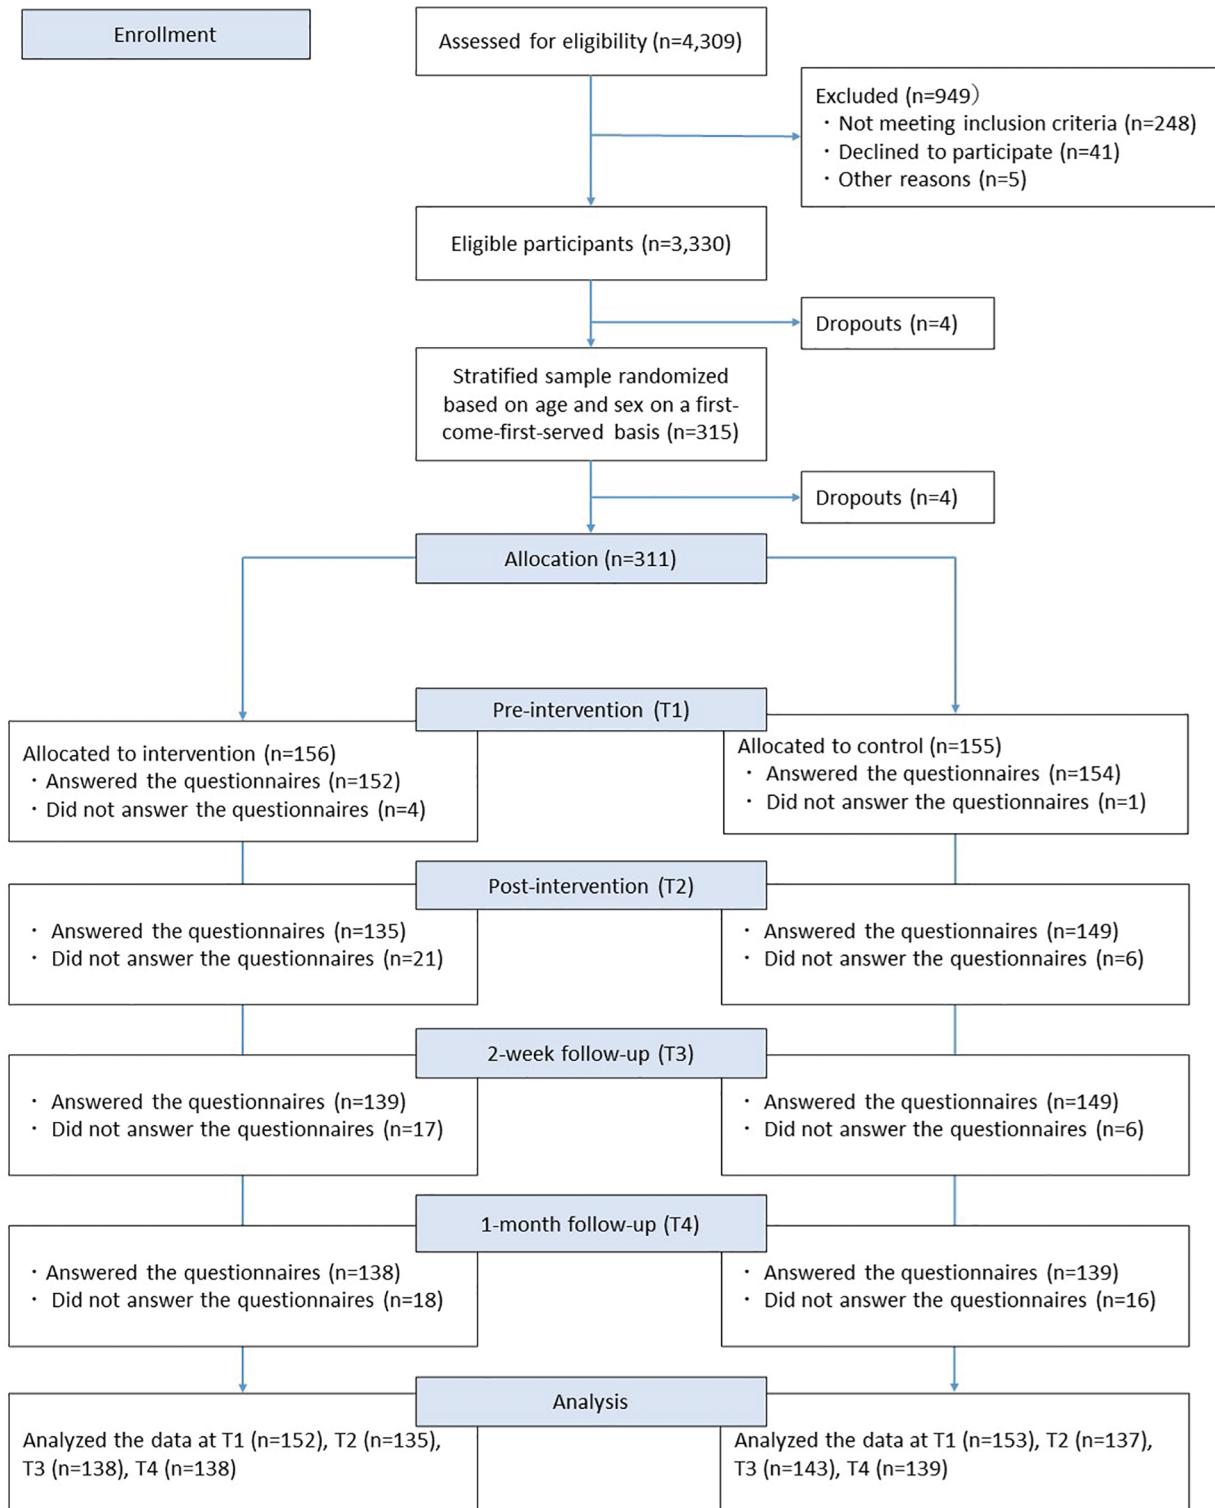 Enrollment
Assessed for eligibility (n=4,309)
Excluded (n=949）
・Not meeting inclusion criteria (n=248)
・Declined to participate (n=41)
・Other reasons (n=5)
Eligible participants (n=3,330)
Dropouts (n=4)
Stratified sample randomized
based on age and sex on a first-
come-first-served basis (n=315)
Dropouts (n=4)
Allocation (n=311)
Pre-intervention (T1)
Allocated to intervention (n=156)
・Answered the questionnaires (n=152)
・Did not answer the questionnaires (n=4)
Allocated to control (n=155)
・Answered the questionnaires (n=154)
・Did not answer the questionnaires (n=1)
Post-intervention (T2)
・Answered the questionnaires (n=135)
・Did not answer the questionnaires (n=21)
・Answered the questionnaires (n=149)
・Did not answer the questionnaires (n=6)
2-week follow-up (T3)
・Answered the questionnaires (n=139)
・Did not answer the questionnaires (n=17)
・Answered the questionnaires (n=149)
・Did not answer the questionnaires (n=6)
1-month follow-up (T4)
・Answered the questionnaires (n=138)
・Did not answer the questionnaires (n=18)
・Answered the questionnaires (n=139)
・Did not answer the questionnaires (n=16)
Analysis
Analyzed the data at T1 (n=152), T2 (n=135),
T3 (n=138), T4 (n=138)
Analyzed the data at T1 (n=153), T2 (n=137),
T3 (n=143), T4 (n=139)